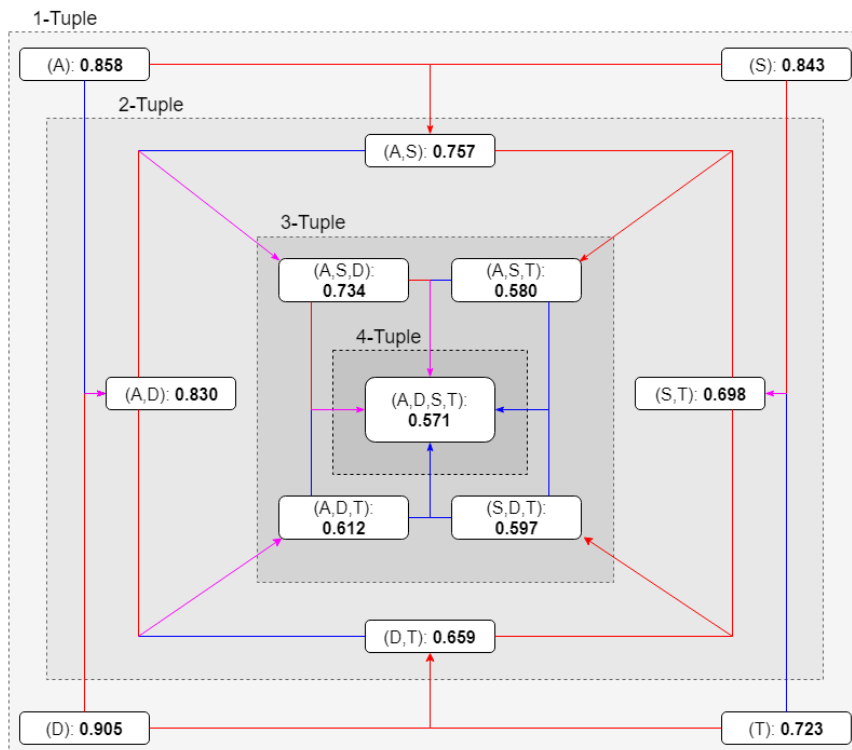 1-Tuple
(A): 0.858
(S): 0.843
2-Tuple
(A,S): 0.757
3-Tuple
(A,S,D):
0.734
(A,S,T):
0.580
4-Tuple
(A,D): 0.830
(A,D,S,T):
0.571
(S,T): 0.698
(A,D,T):
0.612
(S,D,T):
0.597
(D,T): 0.659
(D): 0.905
(T): 0.723